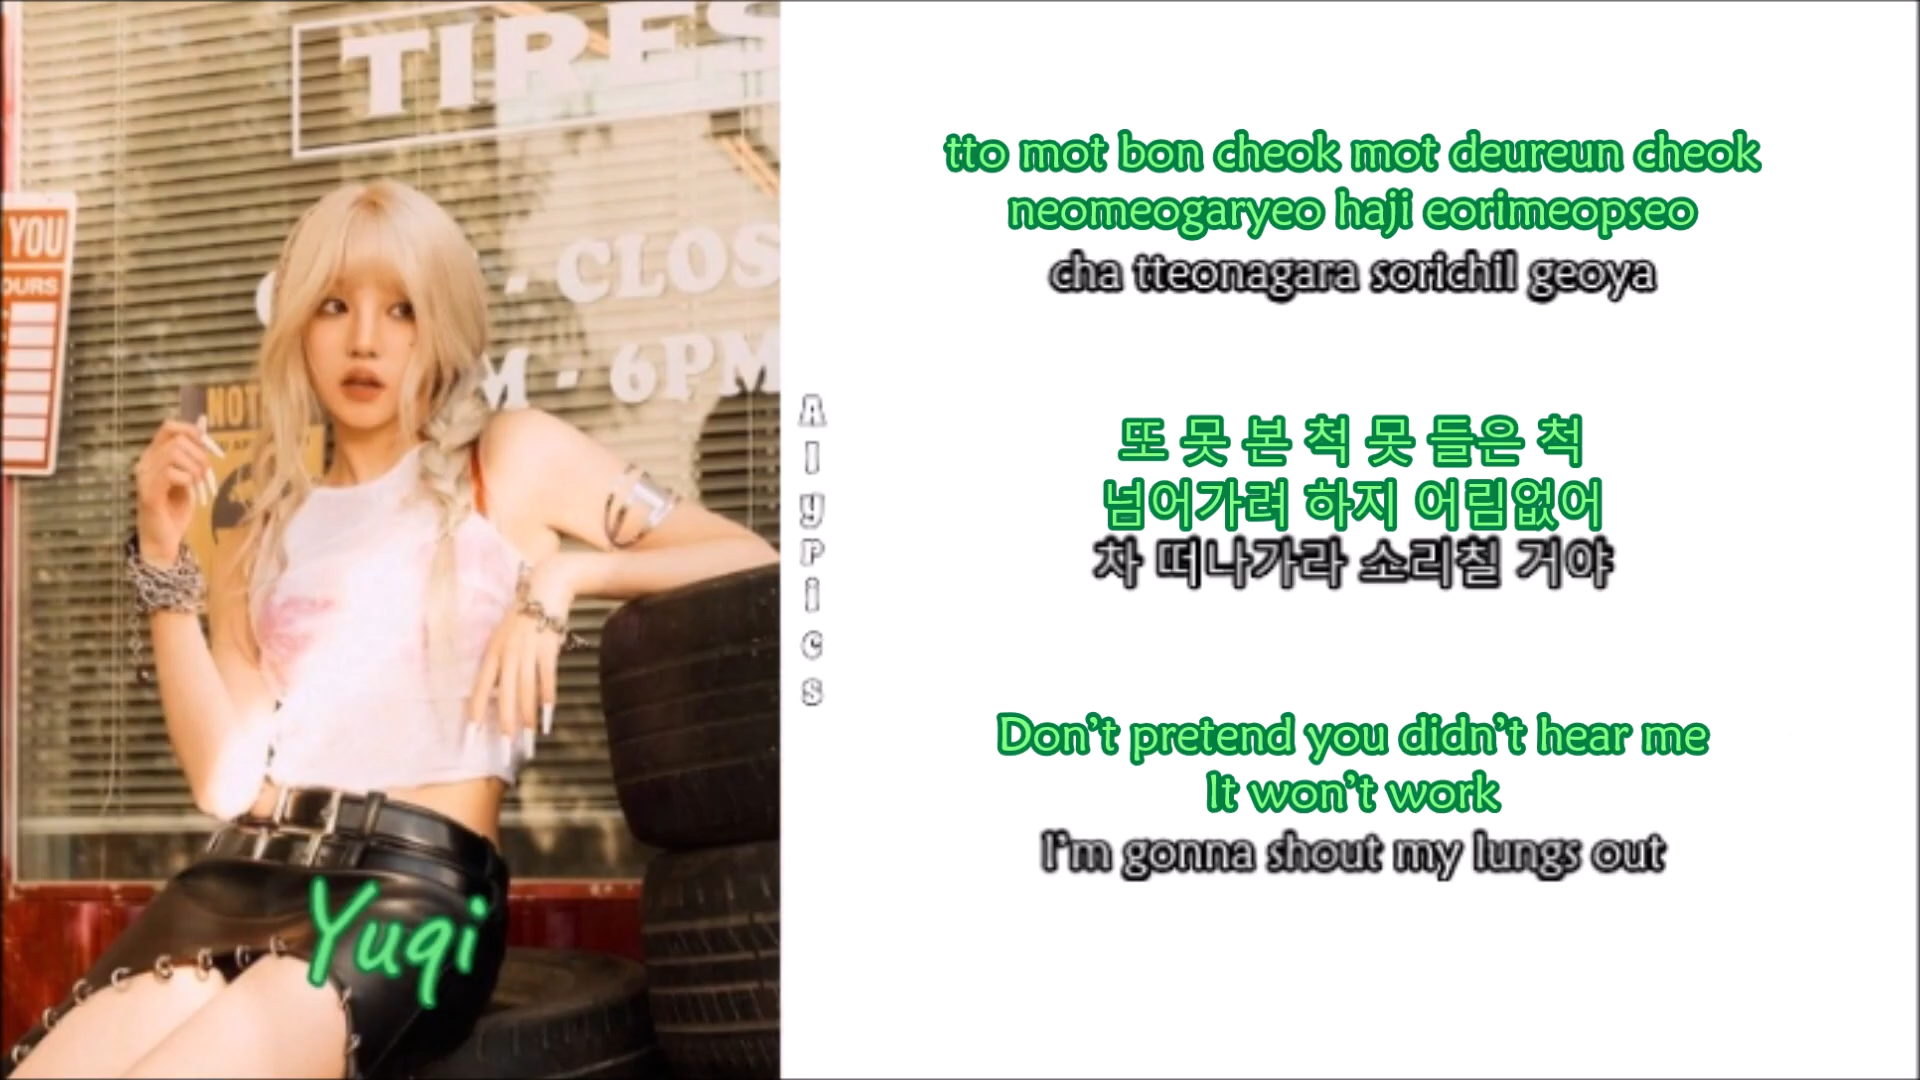 TIRES
YOU
OURS
- CLOS
M - 6PM
NOT
Yuqi
Alypics
tto mot bon cheok mot deureun cheok
neomeogaryeo haji eorimeopseo
cha tteonagara sorichil geoya
또 못 본 척 못 들은 척
넘어가려 하지 어림없어
차 떠나가라 소리칠 거야
Don't pretend you didn't hear me
It won't work
I'm gonna shout my lungs out